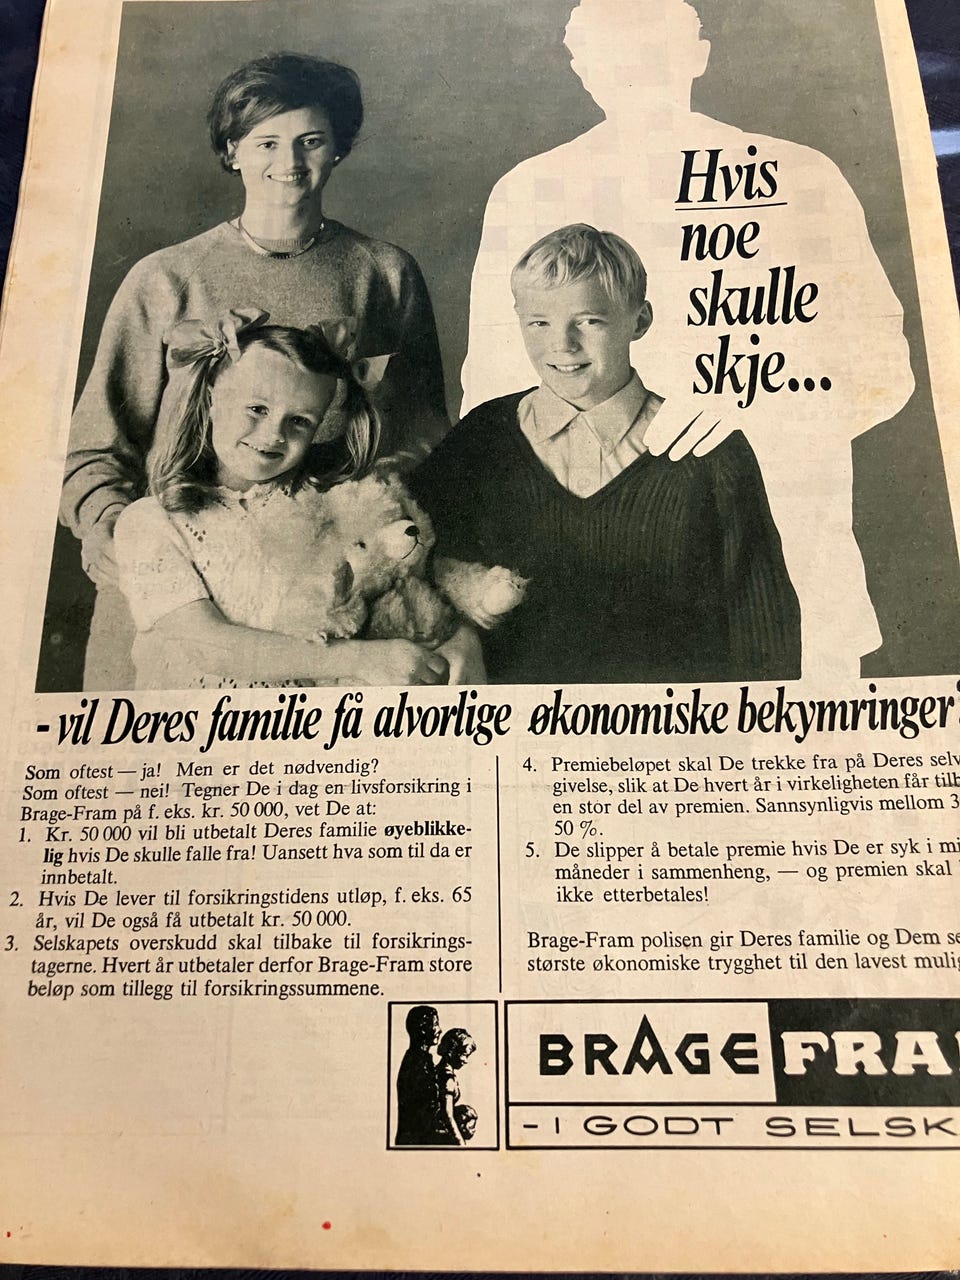 Hvis
noe
skulle
skje...
- vil Deres familie få alvorlige økonomiske bekymringer
Som oftest — ja! Men er det nødvendig?
Som oftest — nei! Tegner De i dag en livsforsikring i
Brage-Fram på f. eks. kr. 50 000, vet De at:
1. Kr. 50 000 vil bli utbetalt Deres familie øyeblikke-
lig hvis De skulle falle fra! Uansett hva som til da er
innbetalt.
2. Hvis De lever til forsikringstidens utløp, f. eks. 65
år, vil De også få utbetalt kr. 50 000.
3. Selskapets overskudd skal tilbake til forsikrings-
tagerne. Hvert år utbetaler derfor Brage-Fram store
beløp som tillegg til forsikringssummene.
4. Premiebeløpet skal De trekke fra på Deres selv
givelse, slik at De hvert år i virkeligheten får tilb
en stor del av premien. Sannsynligvis mellom 3
50 %.
5. De slipper å betale premie hvis De er syk i mi
måneder i sammenheng, — og premien skal
ikke etterbetales!
Brage-Fram polisen gir Deres familie og Dem se
største økonomiske trygghet til den lavest mulig
BRAGE FRA
- I GODT SELSK